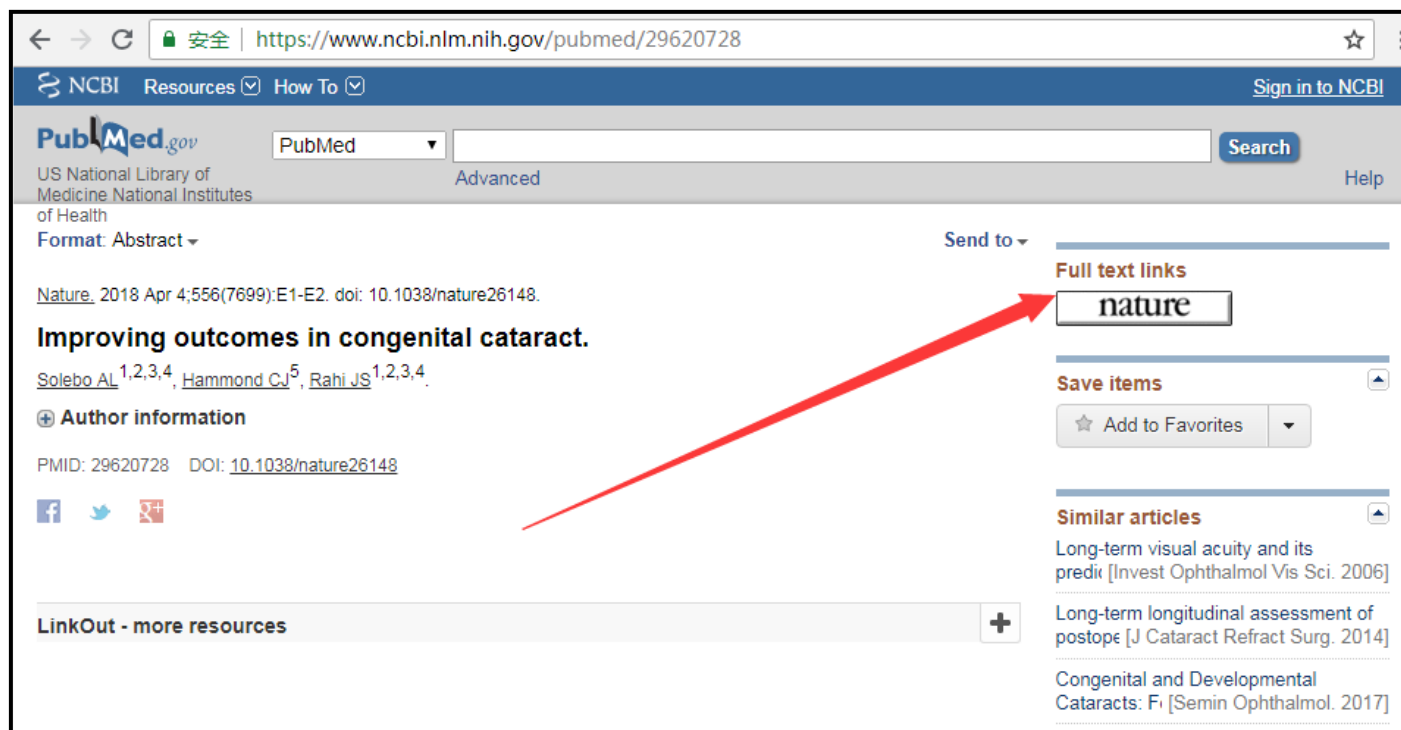 安全 | https://www.ncbi.nlm.nih.gov/pubmed/29620728
NCBI Resources How To Sign in to NCBI
PubMed.gov PubMed Search
US National Library of Medicine National Institutes of Health
Advanced Help
Format: Abstract Send to
Nature. 2018 Apr 4;556(7699):E1-E2. doi: 10.1038/nature26148.
Improving outcomes in congenital cataract.
Solebo AL1,2,3,4, Hammond CJ5, Rahi JS1,2,3,4.
Author information
PMID: 29620728 DOI: 10.1038/nature26148
f g+
LinkOut - more resources
Full text links
nature
Save items
Add to Favorites
Similar articles
Long-term visual acuity and its
predic [Invest Ophthalmol Vis Sci. 2006]
Long-term longitudinal assessment of
postope [J Cataract Refract Surg. 2014]
Congenital and Developmental
Cataracts: F [Semin Ophthalmol. 2017]